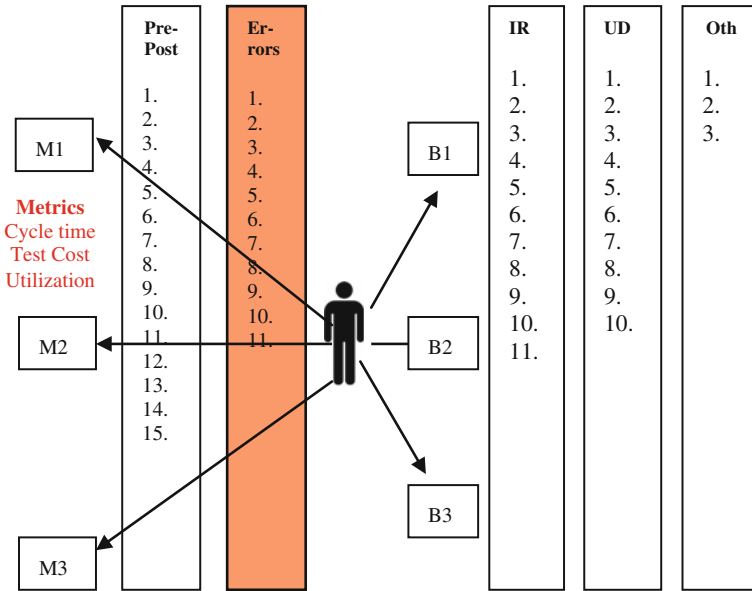 Pre-
Post
1.
2.
3.
4.
5.
6.
7.
8.
9.
10.
11.
12.
13.
14.
15.
Er-
rors
1.
2.
3.
4.
5.
6.
7.
8.
9.
10.
11.
IR
1.
2.
3.
4.
5.
6.
7.
8.
9.
10.
11.
UD
1.
2.
3.
4.
5.
6.
7.
8.
9.
10.
Oth
1.
2.
3.
M1
Metrics
Cycle time
Test Cost
Utilization
M2
M3
B1
B2
B3